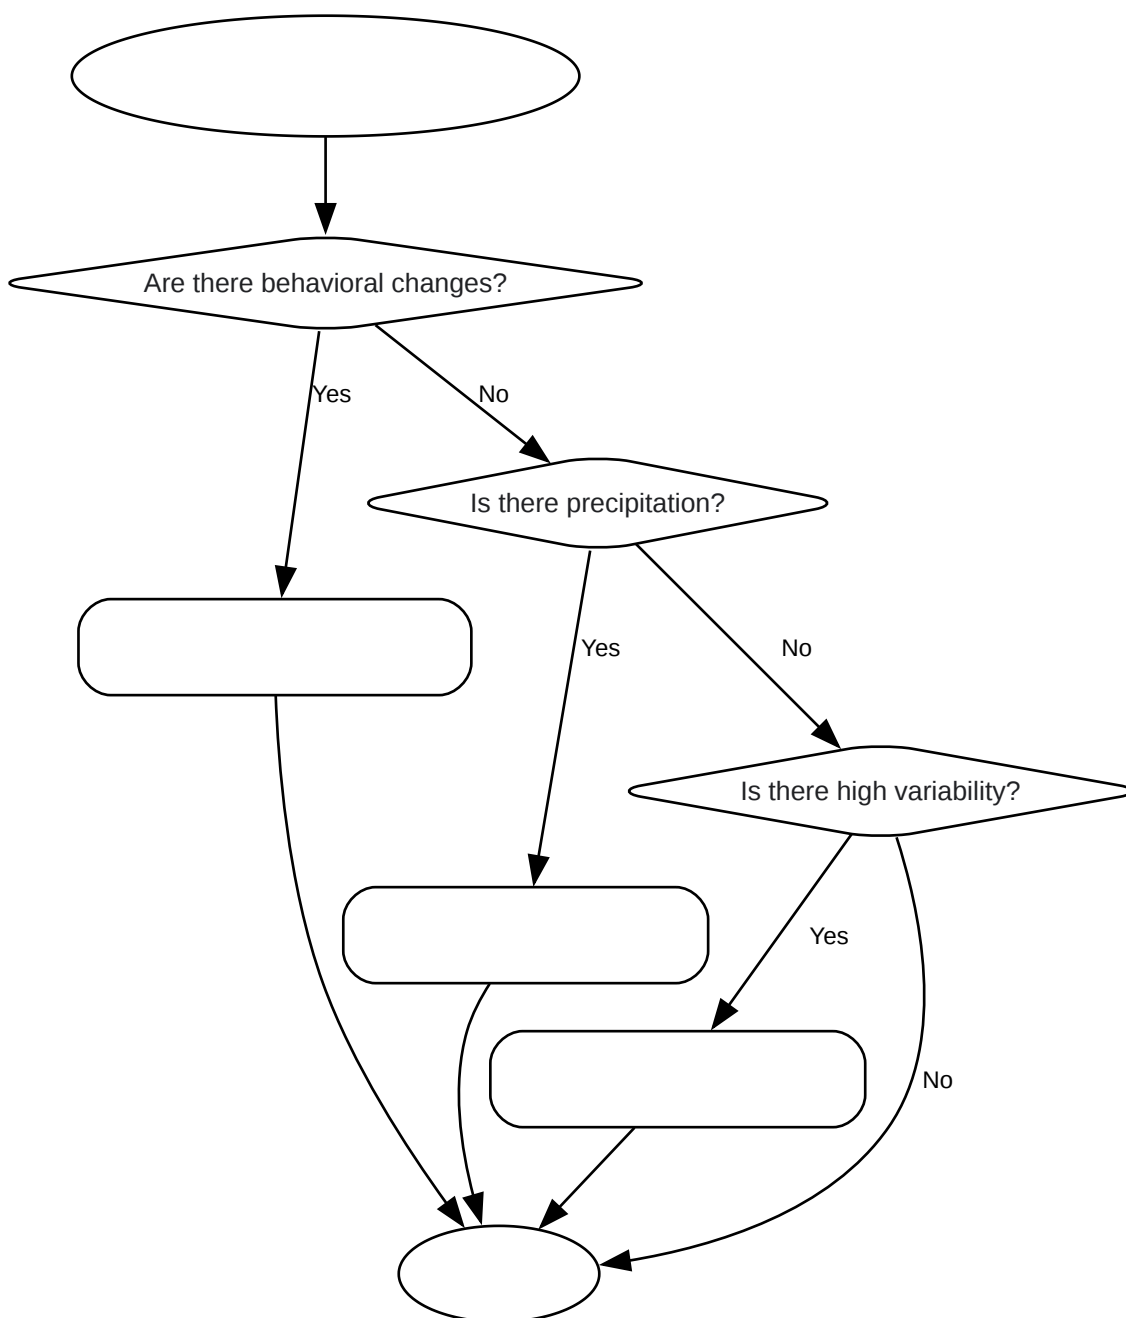 Are there behavioral changes?
Yes
No
Is there precipitation?
Yes
No
Is there high variability?
Yes
No